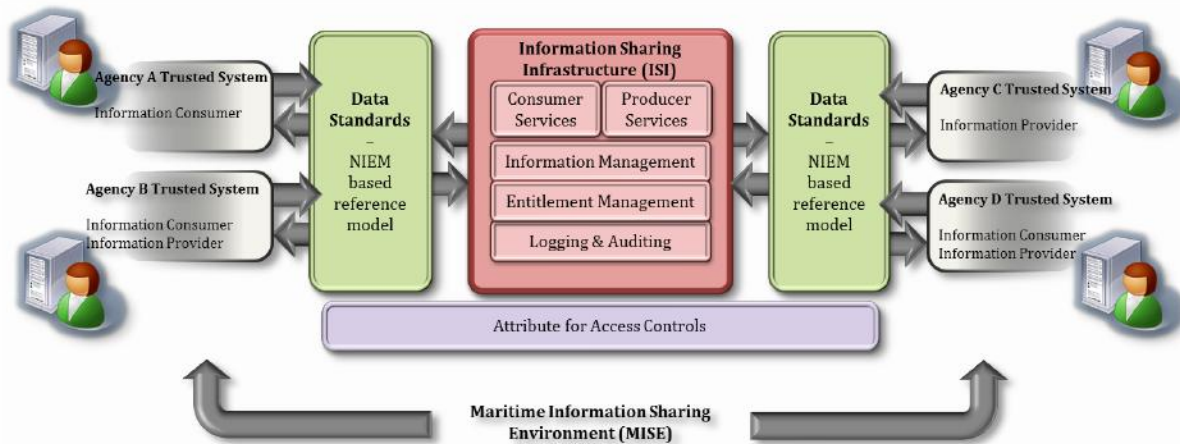 Agency A Trusted System
Information Consumer
Agency B Trusted System
Information Consumer
Information Provider
Data
Standards
–
NIEM
based
reference
model
Information Sharing
Infrastructure (ISI)
Consumer
Services
Producer
Services
Information Management
Entitlement Management
Logging & Auditing
Data
Standards
–
NIEM
based
reference
model
Agency C Trusted System
Information Provider
Agency D Trusted System
Information Consumer
Information Provider
Attribute for Access Controls
Maritime Information Sharing
Environment (MISE)